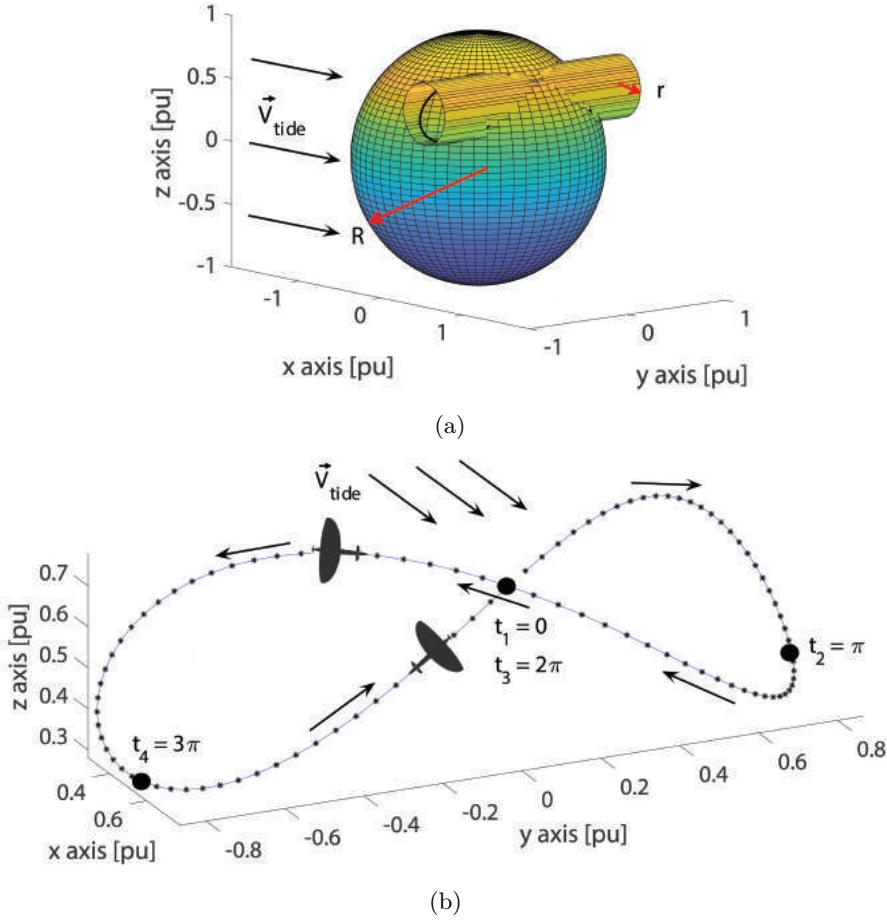 1
0.5
0
-0.5
-1
z axis [pu]
V⃗ tide
R
r
-1
0
1
x axis [pu]
-1
0
1
y axis [pu]
(a)
V⃗ tide
0.7
0.6
0.5
0.4
0.3
z axis [pu]
t₁ = 0
t₃ = 2π
t₂ = π
t₄ = 3π
0.4
0.6
x axis [pu]
-0.8
-0.6
-0.4
-0.2
0
0.2
0.4
0.6
0.8
y axis [pu]
(b)